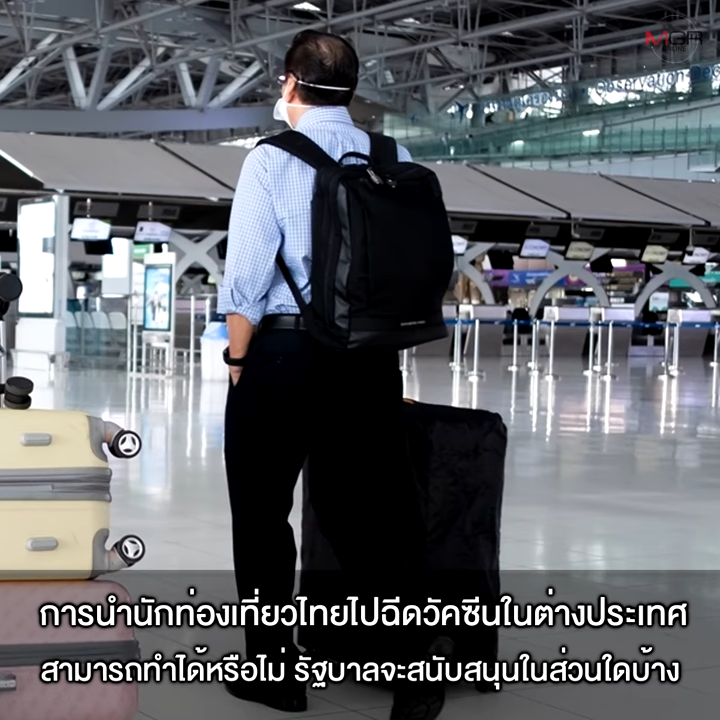 MGR
Observation Deck
การนำนักท่องเที่ยวไทยไปฉีดวัคซีนในต่างประเทศ
สามารถทำได้หรือไม่ รัฐบาลจะสนับสนุนในส่วนใดบ้าง